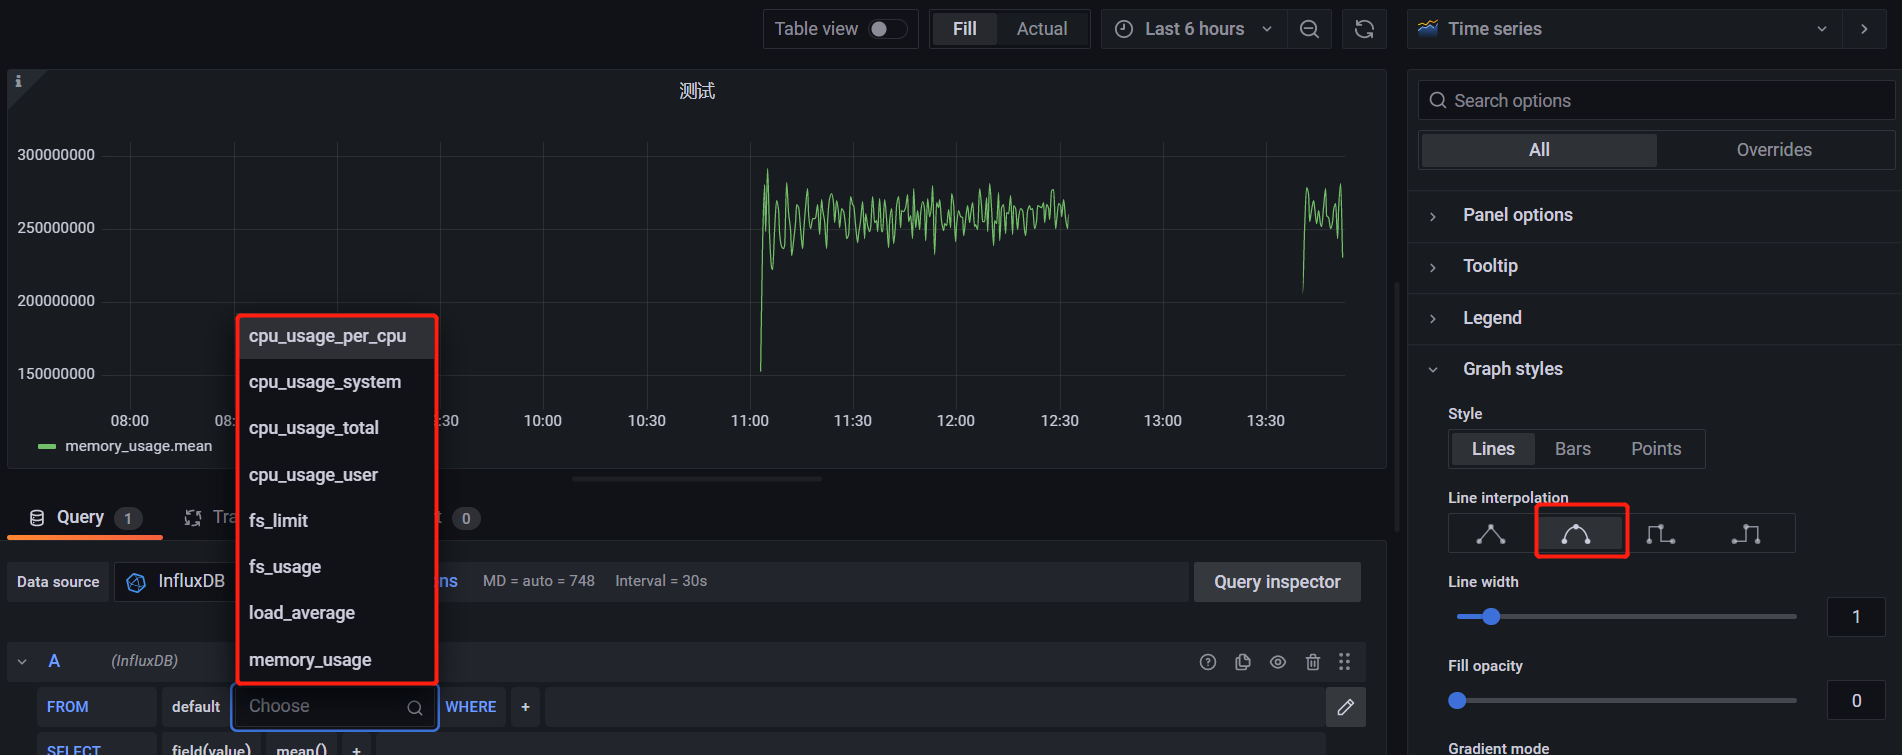 Table view
Fill
Actual
Last 6 hours
Time series
测试
300000000
250000000
200000000
150000000
08:00
08:
:30
10:00
10:30
11:00
11:30
12:00
12:30
13:00
13:30
memory_usage.mean
cpu_usage_per_cpu
cpu_usage_system
cpu_usage_total
cpu_usage_user
fs_limit
fs_usage
load_average
memory_usage
Query 1
Tra
0
Data source
InfluxDB
ns
MD = auto = 748
Interval = 30s
Query inspector
A
(InfluxDB)
FROM
default
Choose
WHERE
+
SELECT
field(value)
mean()
+
Search options
All
Overrides
Panel options
Tooltip
Legend
Graph styles
Style
Lines
Bars
Points
Line interpolation
Line width
1
Fill opacity
0
Gradient mode